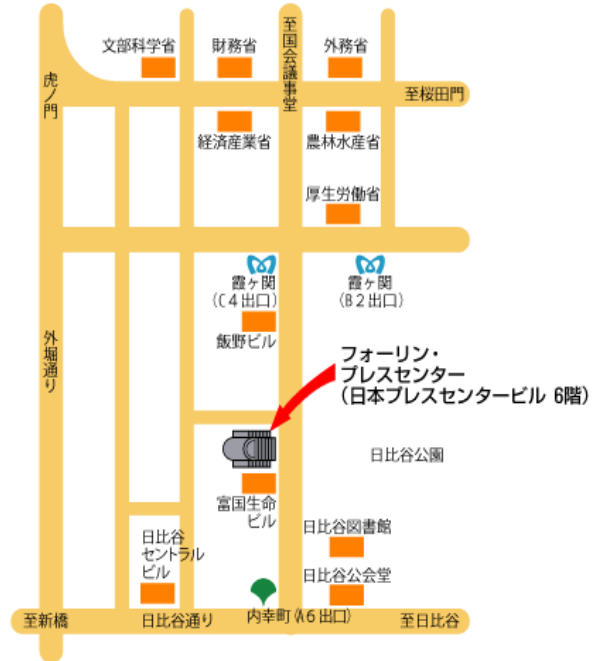 文部科学省
財務省
至国会議事堂
外務省
虎ノ門
至桜田門
経済産業省
農林水産省
厚生労働省
霞ヶ関
(C4出口)
霞ヶ関
(B2出口)
飯野ビル
外堀通り
フォーリン・
プレスセンター
(日本プレスセンタービル 6階)
日比谷公園
富国生命
ビル
日比谷図書館
日比谷
セントラル
ビル
日比谷公会堂
至新橋
日比谷通り
内幸町(A6出口)
至日比谷